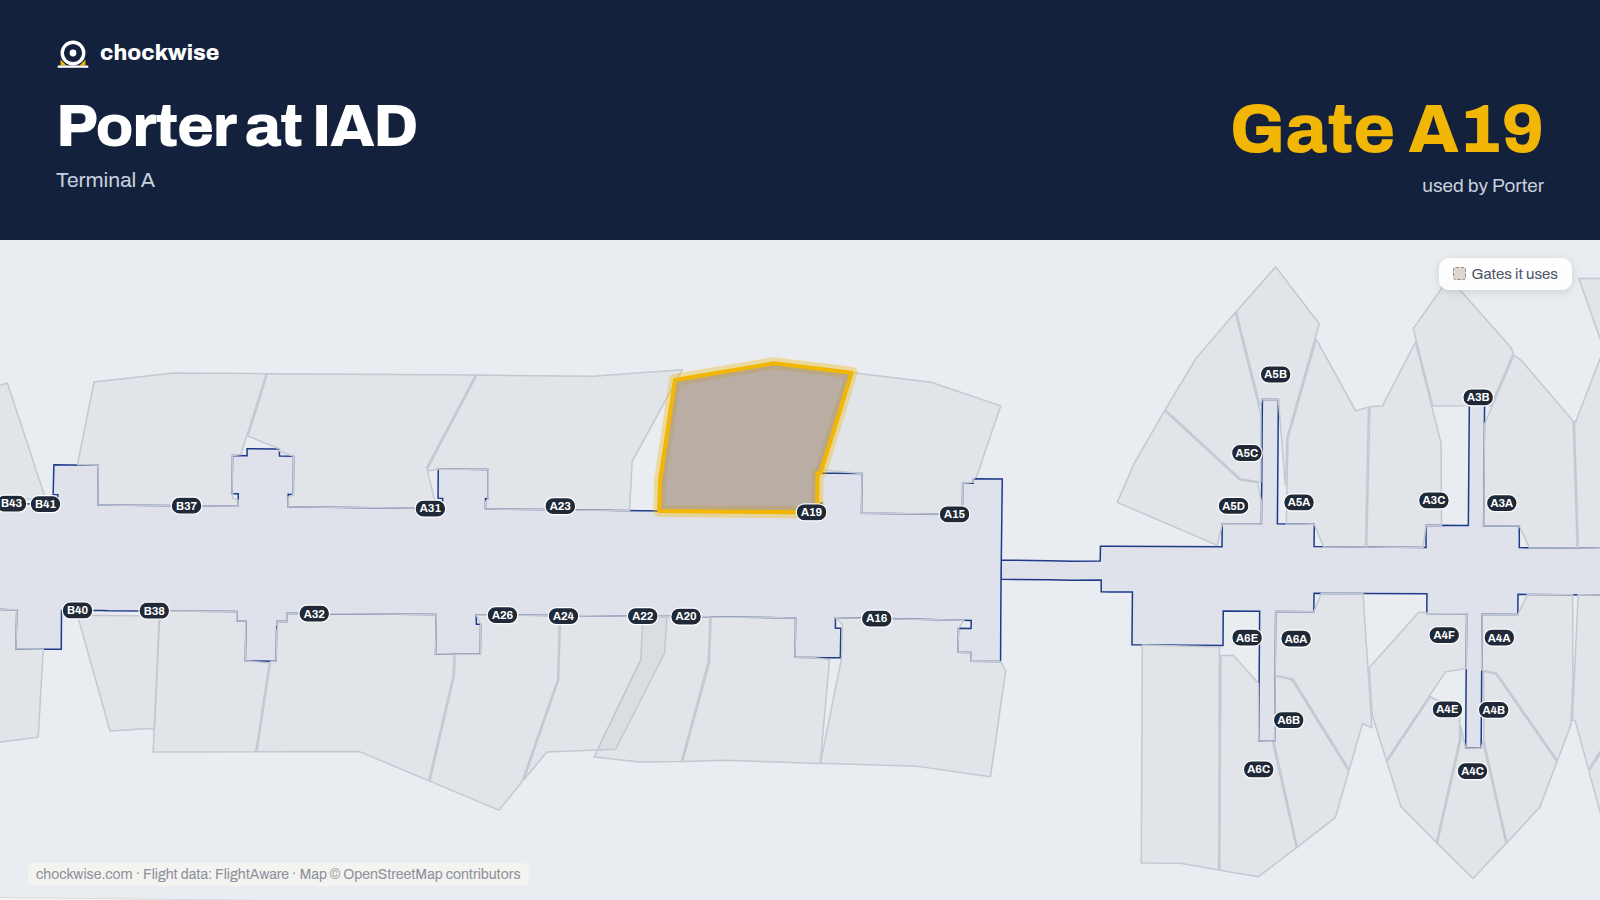 chockwise
Porter at IAD
Terminal A
Gate A19
used by Porter
Gates it uses
A5B
A3B
A5C
B43
B41
B37
A31
A23
A19
A15
A5D
A5A
A3C
A3A
B40
B38
A32
A26
A24
A22
A20
A16
A6E
A6A
A4F
A4A
A6B
A4E
A4B
A6C
A4C
chockwise.com · Flight data: FlightAware · Map © OpenStreetMap contributors